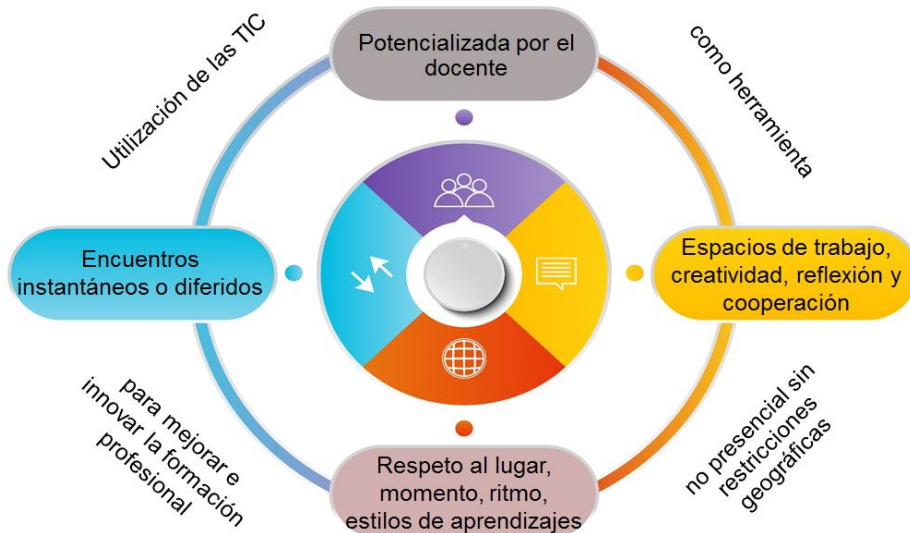 Utilización de las TIC
Potencializada por el
docente
como herramienta
Encuentros
instantáneos o diferidos
Espacios de trabajo,
creatividad, reflexión y
cooperación
para mejorar e
innovar la formación
profesional
Respeto al lugar,
momento, ritmo,
estilos de aprendizajes
no presencial sin
restricciones
geográficas